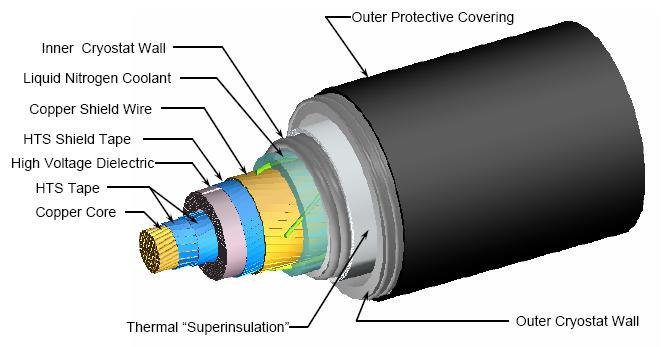 Outer Protective Covering
Inner Cryostat Wall
Liquid Nitrogen Coolant
Copper Shield Wire
HTS Shield Tape
High Voltage Dielectric
HTS Tape
Copper Core
Thermal “Superinsulation”
Outer Cryostat Wall